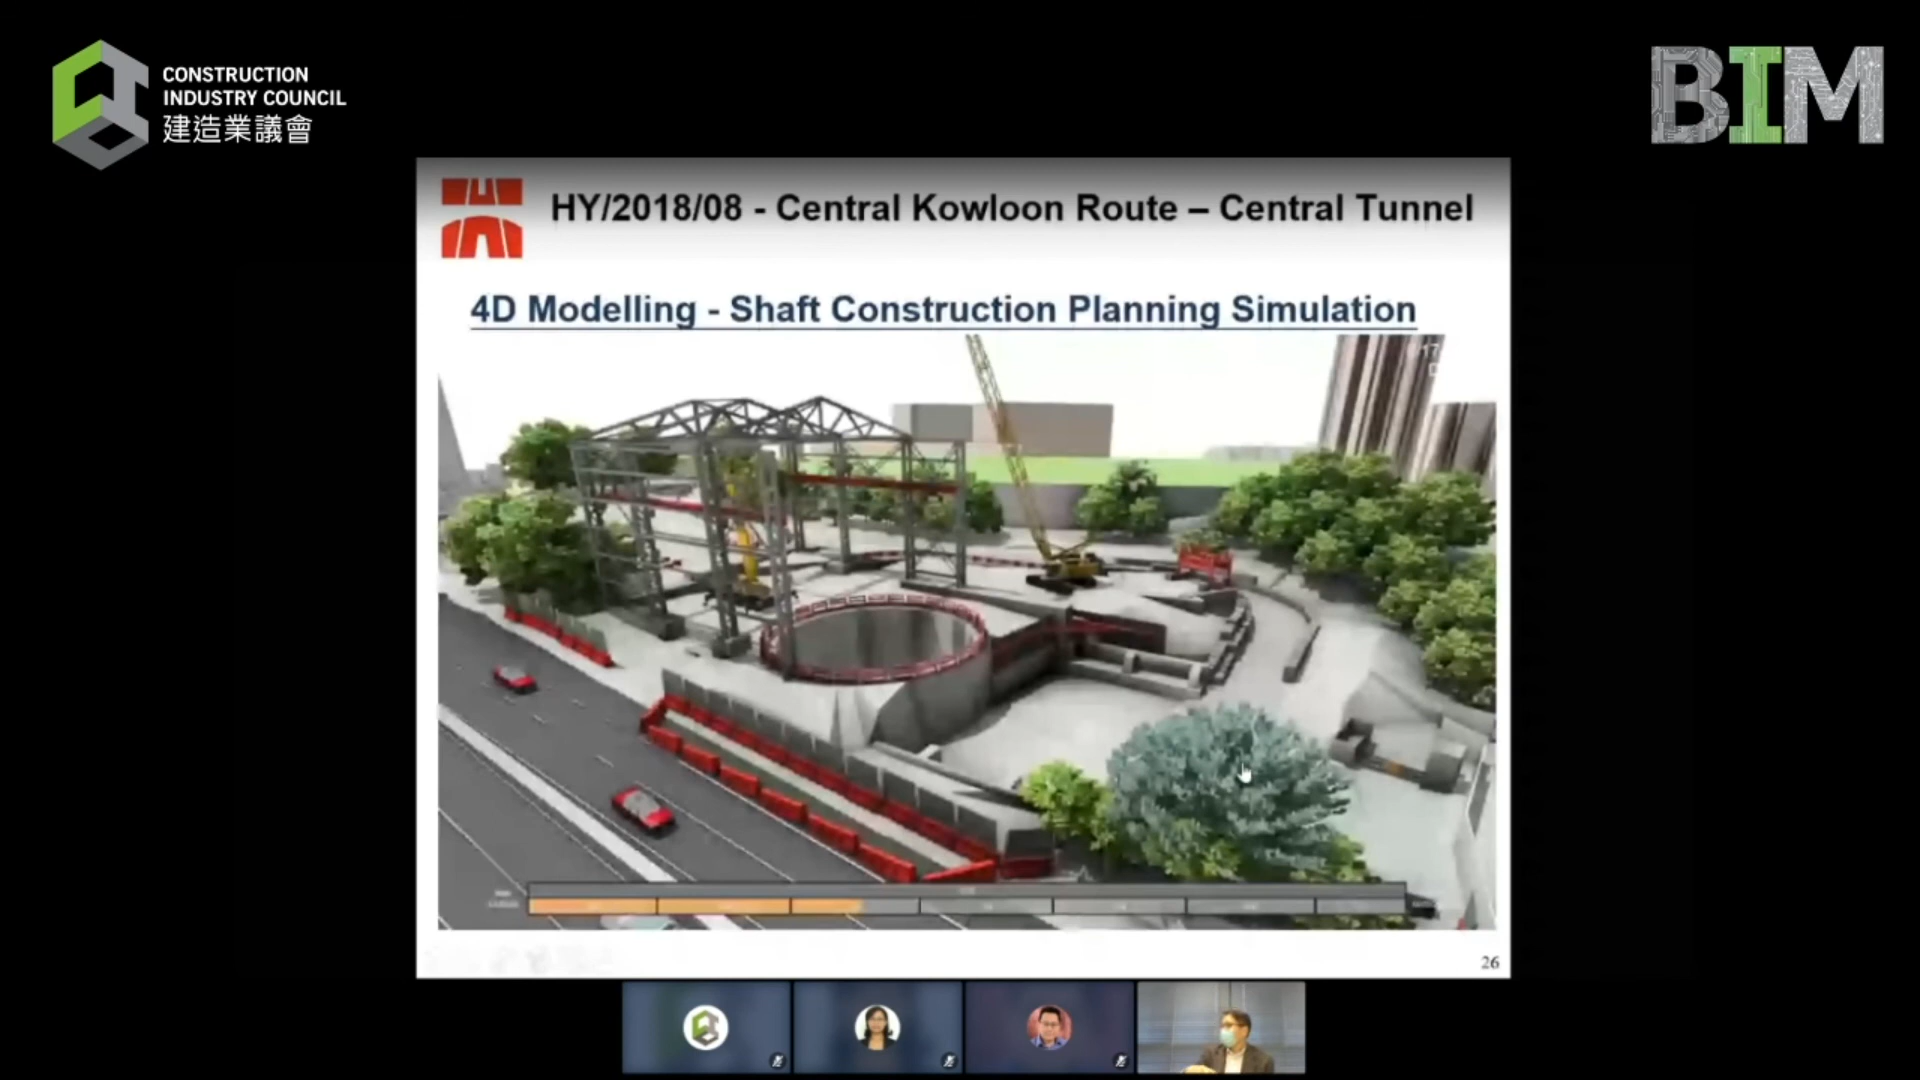 CONSTRUCTION
INDUSTRY COUNCIL
建造業議會
BIM
HY/2018/08 - Central Kowloon Route – Central Tunnel
4D Modelling - Shaft Construction Planning Simulation
26